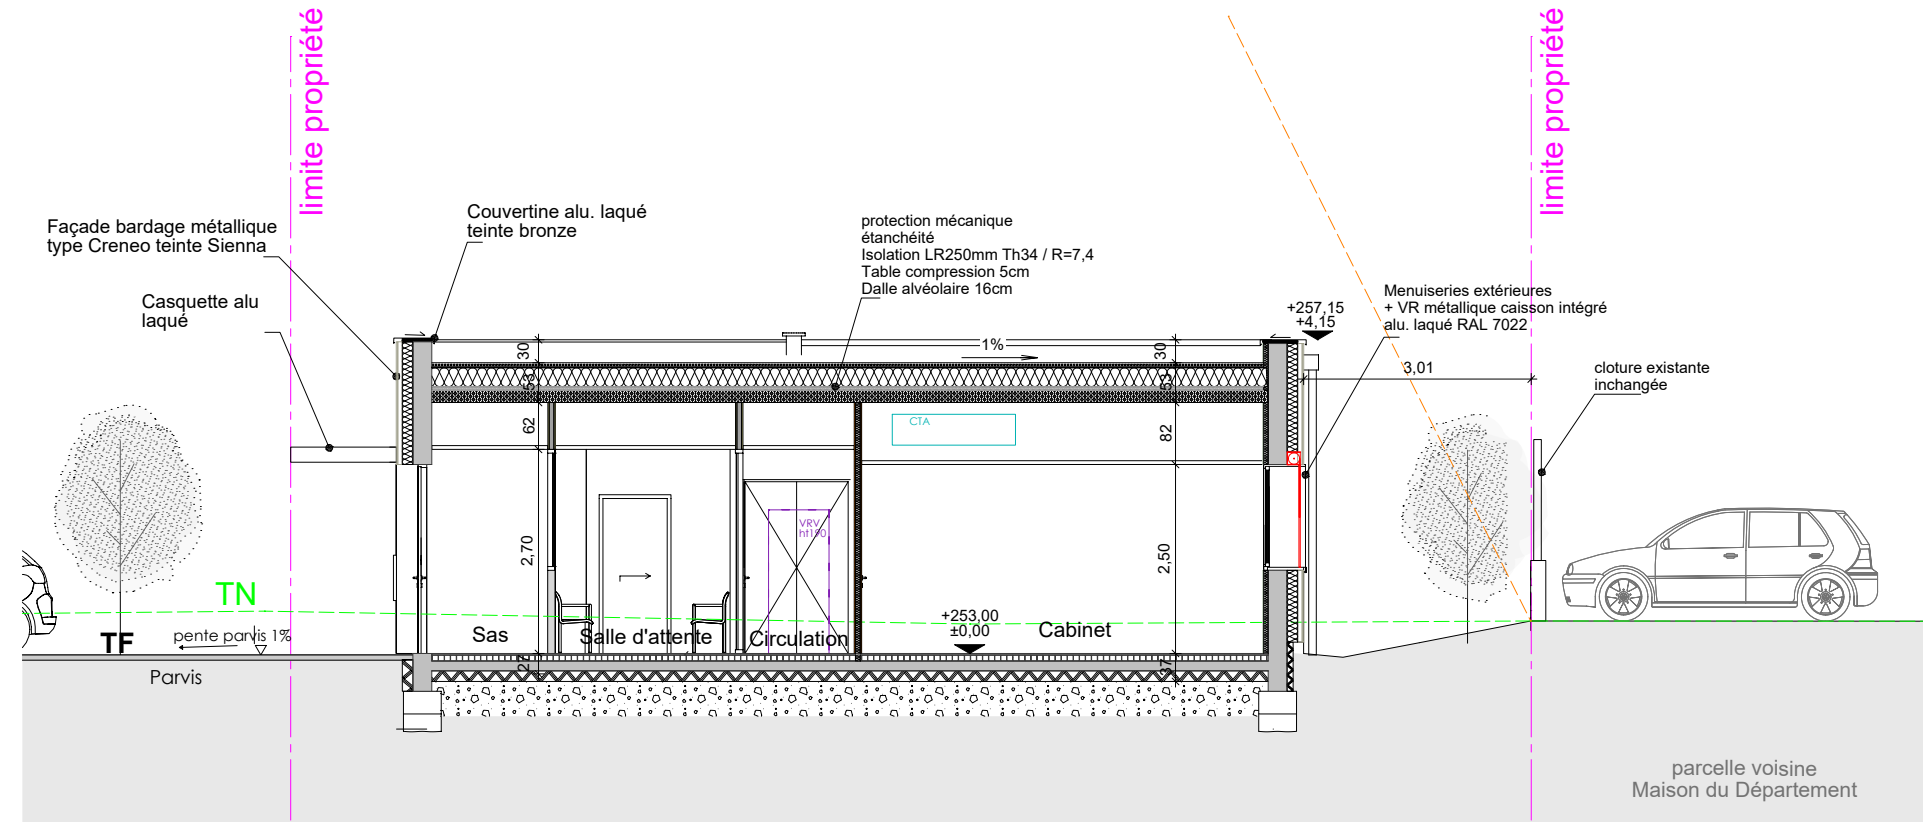 limite propriété
limite propriété
Façade bardage métallique
type Creneo teinte Sienna
Couvertine alu. laqué
teinte bronze
protection mécanique
étanchéité
Isolation LR250mm Th34 / R=7,4
Table compression 5cm
Dalle alvéolaire 16cm
Casquette alu
laqué
Menuiseries extérieures
+ VR métallique caisson intégré
alu. laqué RAL 7022
+257,15
+4,15
cloture existante
inchangée
3,01
1%
30
53
62
2,70
27
30
53
82
2,50
37
CTA
VRV
ht190
TN
TF
pente parvis 1%
Parvis
Sas
Salle d'attente
Circulation
+253,00
±0,00
Cabinet
parcelle voisine
Maison du Département